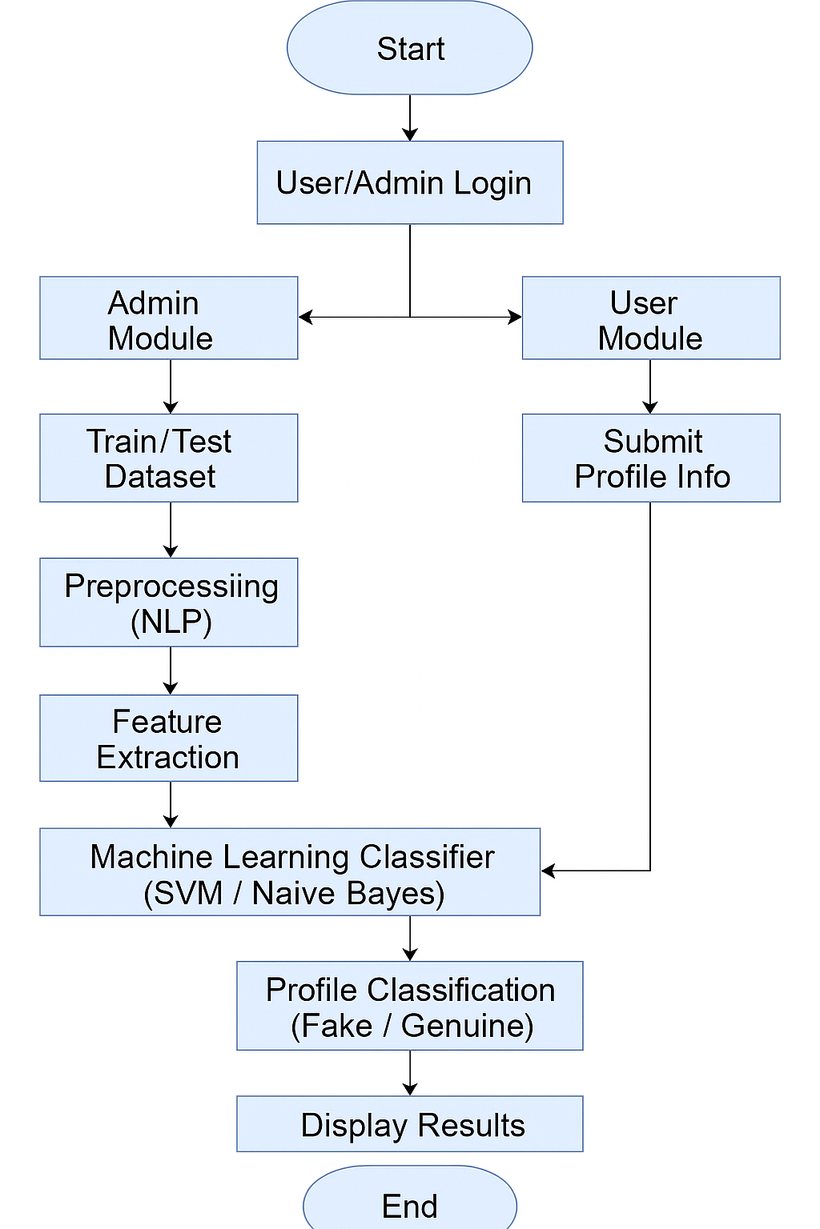 Start
User/Admin Login
Admin
Module
User
Module
Train/Test
Dataset
Submit
Profile Info
Preprocessiing
(NLP)
Feature
Extraction
Machine Learning Classifier
(SVM / Naive Bayes)
Profile Classification
(Fake / Genuine)
Display Results
End